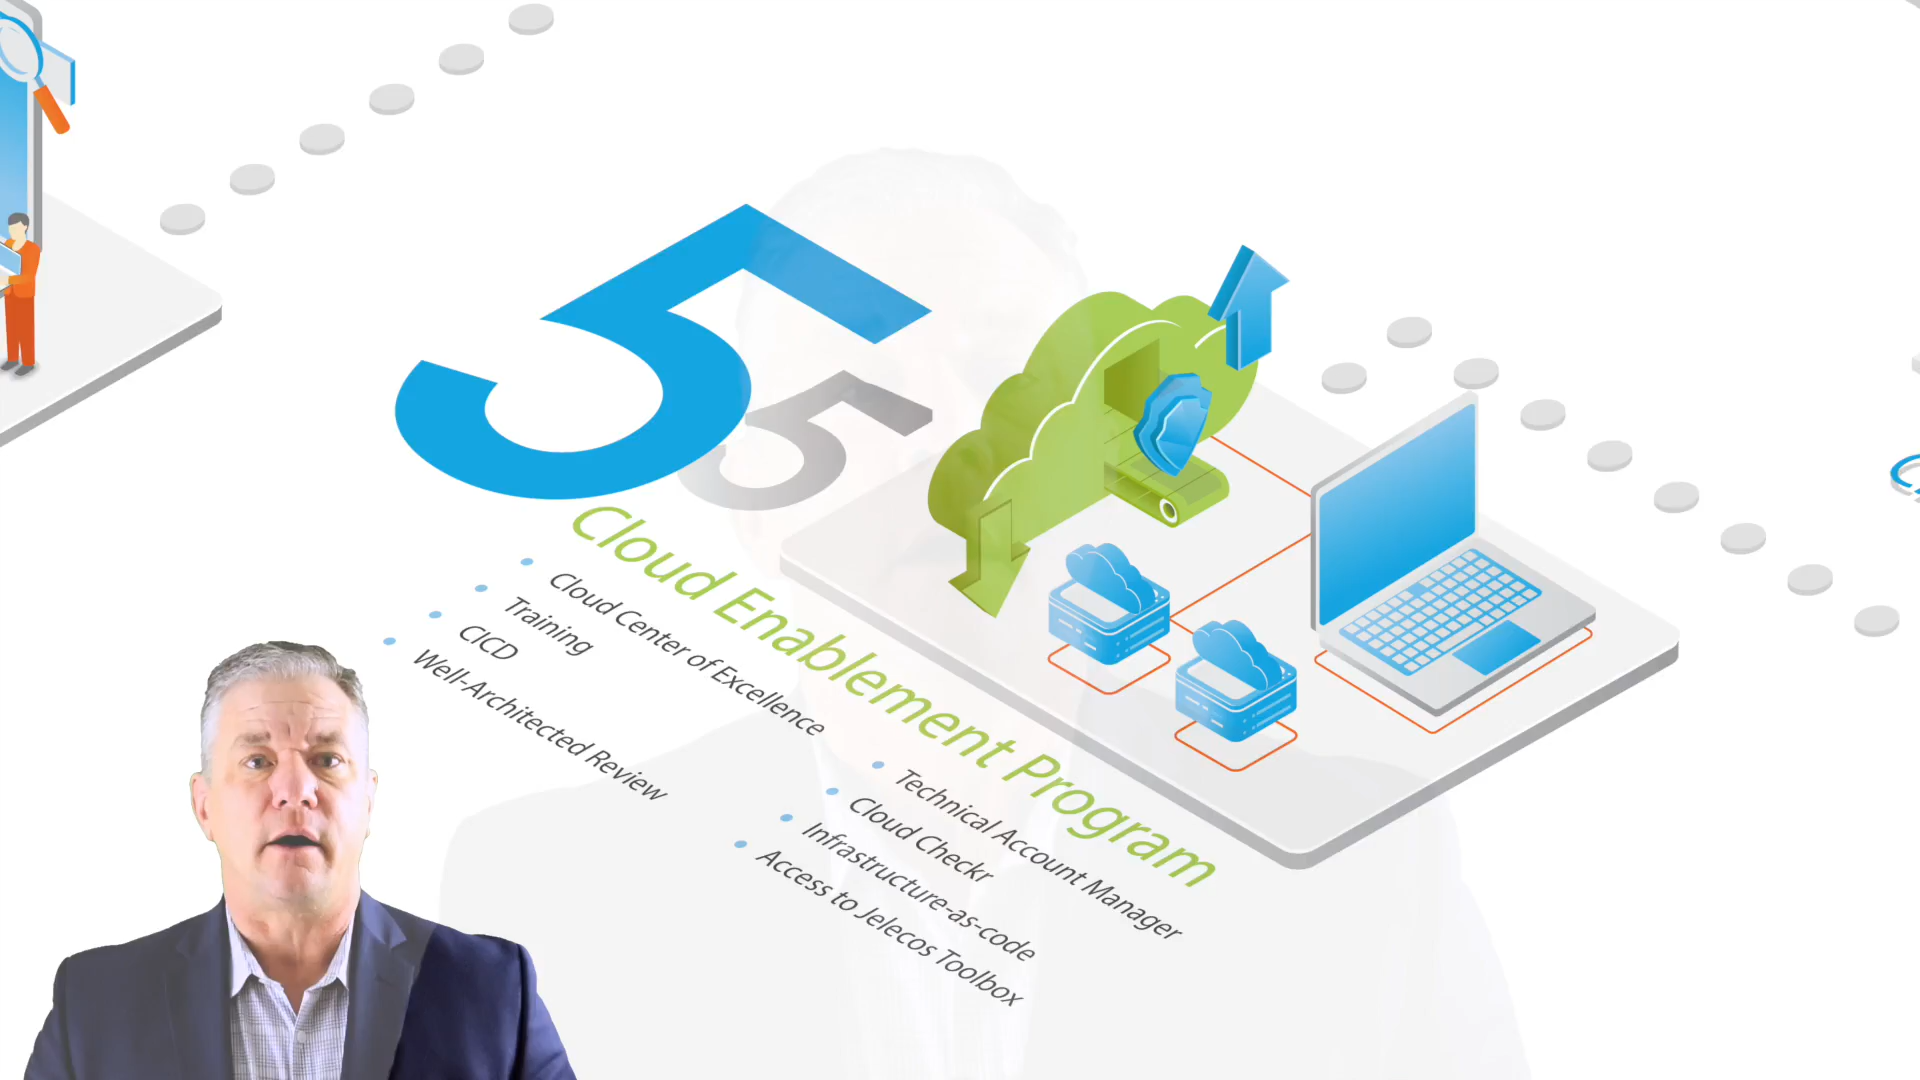 5
5
Cloud Enablement Program
Cloud Center of Excellence
Training
CICD
Well-Architected Review
Technical Account Manager
Cloud Checkr
Infrastructure-as-code
Access to Jelecos Toolbox